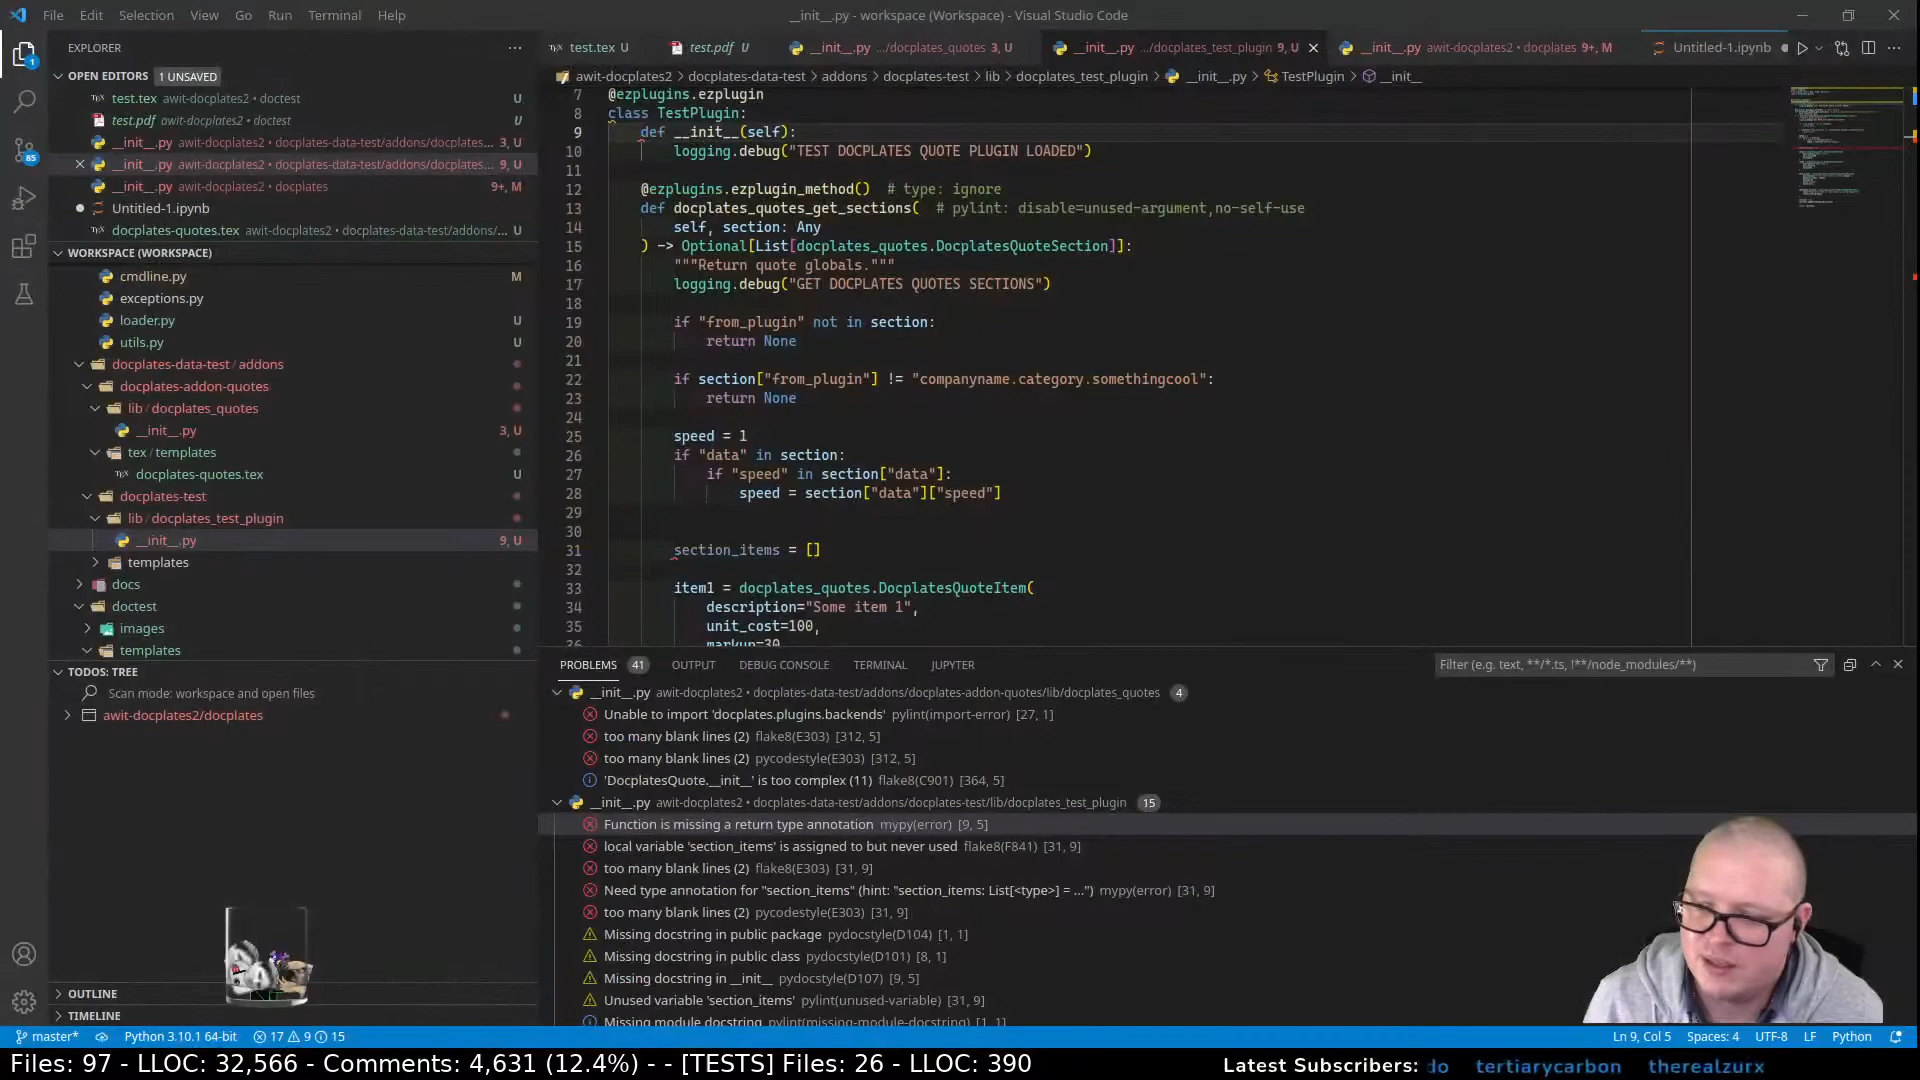 File Edit Selection View Go Run Terminal Help
__init__.py - workspace (Workspace) - Visual Studio Code
EXPLORER
OPEN EDITORS 1 UNSAVED
test.tex awit-docplates2 • doctest U
test.pdf awit-docplates2 • doctest U
__init__.py awit-docplates2 • docplates-data-test/addons/docplates... 3, U
__init__.py awit-docplates2 • docplates-data-test/addons/docplates... 9, U
__init__.py awit-docplates2 • docplates 9+, M
Untitled-1.ipynb
docplates-quotes.tex awit-docplates2 • docplates-data-test/addons/... U
WORKSPACE (WORKSPACE)
cmdline.py M
exceptions.py
loader.py U
utils.py U
docplates-data-test / addons
docplates-addon-quotes
lib / docplates_quotes
__init__.py 3, U
tex / templates
docplates-quotes.tex U
docplates-test
lib / docplates_test_plugin
__init__.py 9, U
templates
docs
doctest
images
templates
TODOS: TREE
Scan mode: workspace and open files
awit-docplates2/docplates
OUTLINE
TIMELINE
1
85
test.tex U test.pdf U __init__.py .../docplates_quotes 3, U __init__.py .../docplates_test_plugin 9, U __init__.py awit-docplates2 • docplates 9+, M Untitled-1.ipynb
awit-docplates2 > docplates-data-test > addons > docplates-test > lib > docplates_test_plugin > __init__.py > TestPlugin > __init__
7 @ezplugins.ezplugin
8 class TestPlugin:
9 def __init__(self):
10 logging.debug("TEST DOCPLATES QUOTE PLUGIN LOADED")
11
12 @ezplugins.ezplugin_method() # type: ignore
13 def docplates_quotes_get_sections( # pylint: disable=unused-argument,no-self-use
14 self, section: Any
15 ) -> Optional[List[docplates_quotes.DocplatesQuoteSection]]:
16 """Return quote globals."""
17 logging.debug("GET DOCPLATES QUOTES SECTIONS")
18
19 if "from_plugin" not in section:
20 return None
21
22 if section["from_plugin"] != "companyname.category.somethingcool":
23 return None
24
25 speed = 1
26 if "data" in section:
27 if "speed" in section["data"]:
28 speed = section["data"]["speed"]
29
30
31 section_items = []
32
33 item1 = docplates_quotes.DocplatesQuoteItem(
34 description="Some item 1",
35 unit_cost=100,
36 markup=30
PROBLEMS 41 OUTPUT DEBUG CONSOLE TERMINAL JUPYTER
Filter (e.g. text, **/*.ts, !**/node_modules/**)
__init__.py awit-docplates2 • docplates-data-test/addons/docplates-addon-quotes/lib/docplates_quotes 4
Unable to import 'docplates.plugins.backends' pylint(import-error) [27, 1]
too many blank lines (2) flake8(E303) [312, 5]
too many blank lines (2) pycodestyle(E303) [312, 5]
'DocplatesQuote.__init__' is too complex (11) flake8(C901) [364, 5]
__init__.py awit-docplates2 • docplates-data-test/addons/docplates-test/lib/docplates_test_plugin 15
Function is missing a return type annotation mypy(error) [9, 5]
local variable 'section_items' is assigned to but never used flake8(F841) [31, 9]
too many blank lines (2) flake8(E303) [31, 9]
Need type annotation for "section_items" (hint: "section_items: List[<type>] = ...") mypy(error) [31, 9]
too many blank lines (2) pycodestyle(E303) [31, 9]
Missing docstring in public package pydocstyle(D104) [1, 1]
Missing docstring in public class pydocstyle(D101) [8, 1]
Missing docstring in __init__ pydocstyle(D107) [9, 5]
Unused variable 'section_items' pylint(unused-variable) [31, 9]
Missing module docstring pylint(missing-module-docstring) [1, 1]
master* Python 3.10.1 64-bit 17 9 15 Ln 9, Col 5 Spaces: 4 UTF-8 LF Python
Files: 97 - LLOC: 32,566 - Comments: 4,631 (12.4%) - - [TESTS] Files: 26 - LLOC: 390
Latest Subscribers: do tertiarycarbon therealzurx